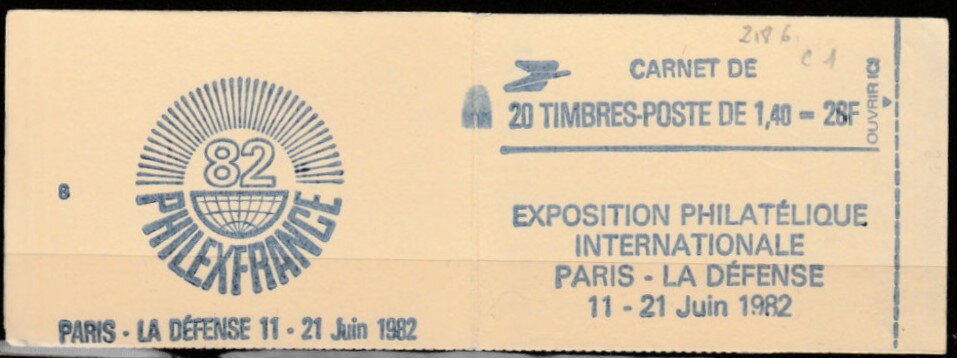 82
PHILEXFRANCE
8
PARIS - LA DÉFENSE 11 - 21 Juin 1982
2186
C1
CARNET DE
20 TIMBRES-POSTE DE 1,40 = 28F
OUVRIR ICI
EXPOSITION PHILATÉLIQUE
INTERNATIONALE
PARIS - LA DÉFENSE
11 - 21 Juin 1982